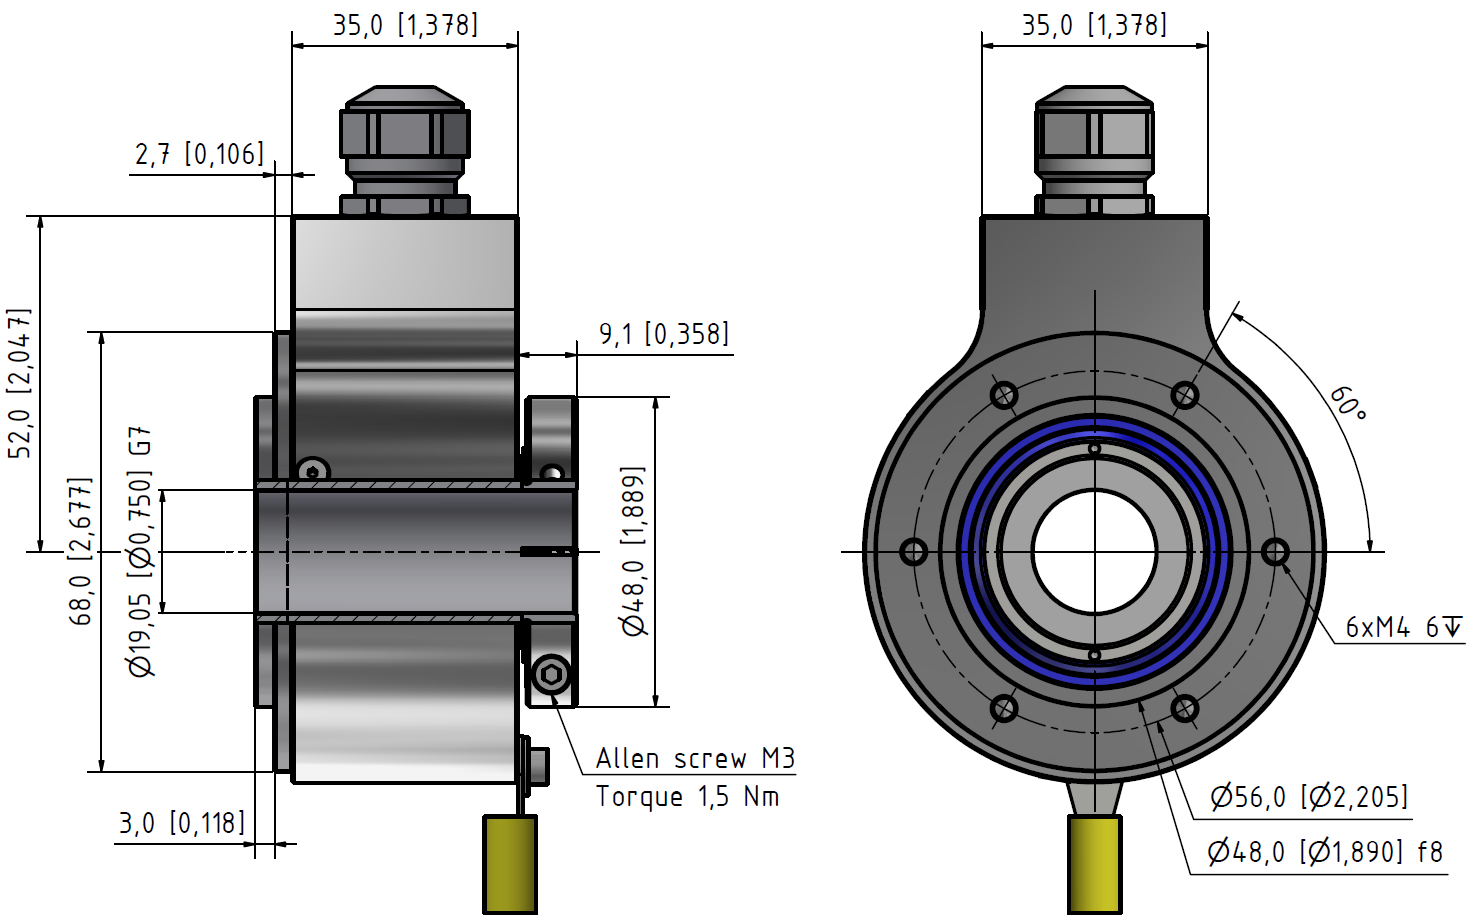 35,0 [1,378]
35,0 [1,378]
2,7 [0,106]
9,1 [0,358]
52,0 [2,047]
68,0 [2,677]
Ø19,05 [Ø0,750] G7
Ø48,0 [1,889]
60°
6xM4 6↧
Allen screw M3
Torque 1,5 Nm
3,0 [0,118]
Ø56,0 [Ø2,205]
Ø48,0 [Ø1,890] f8